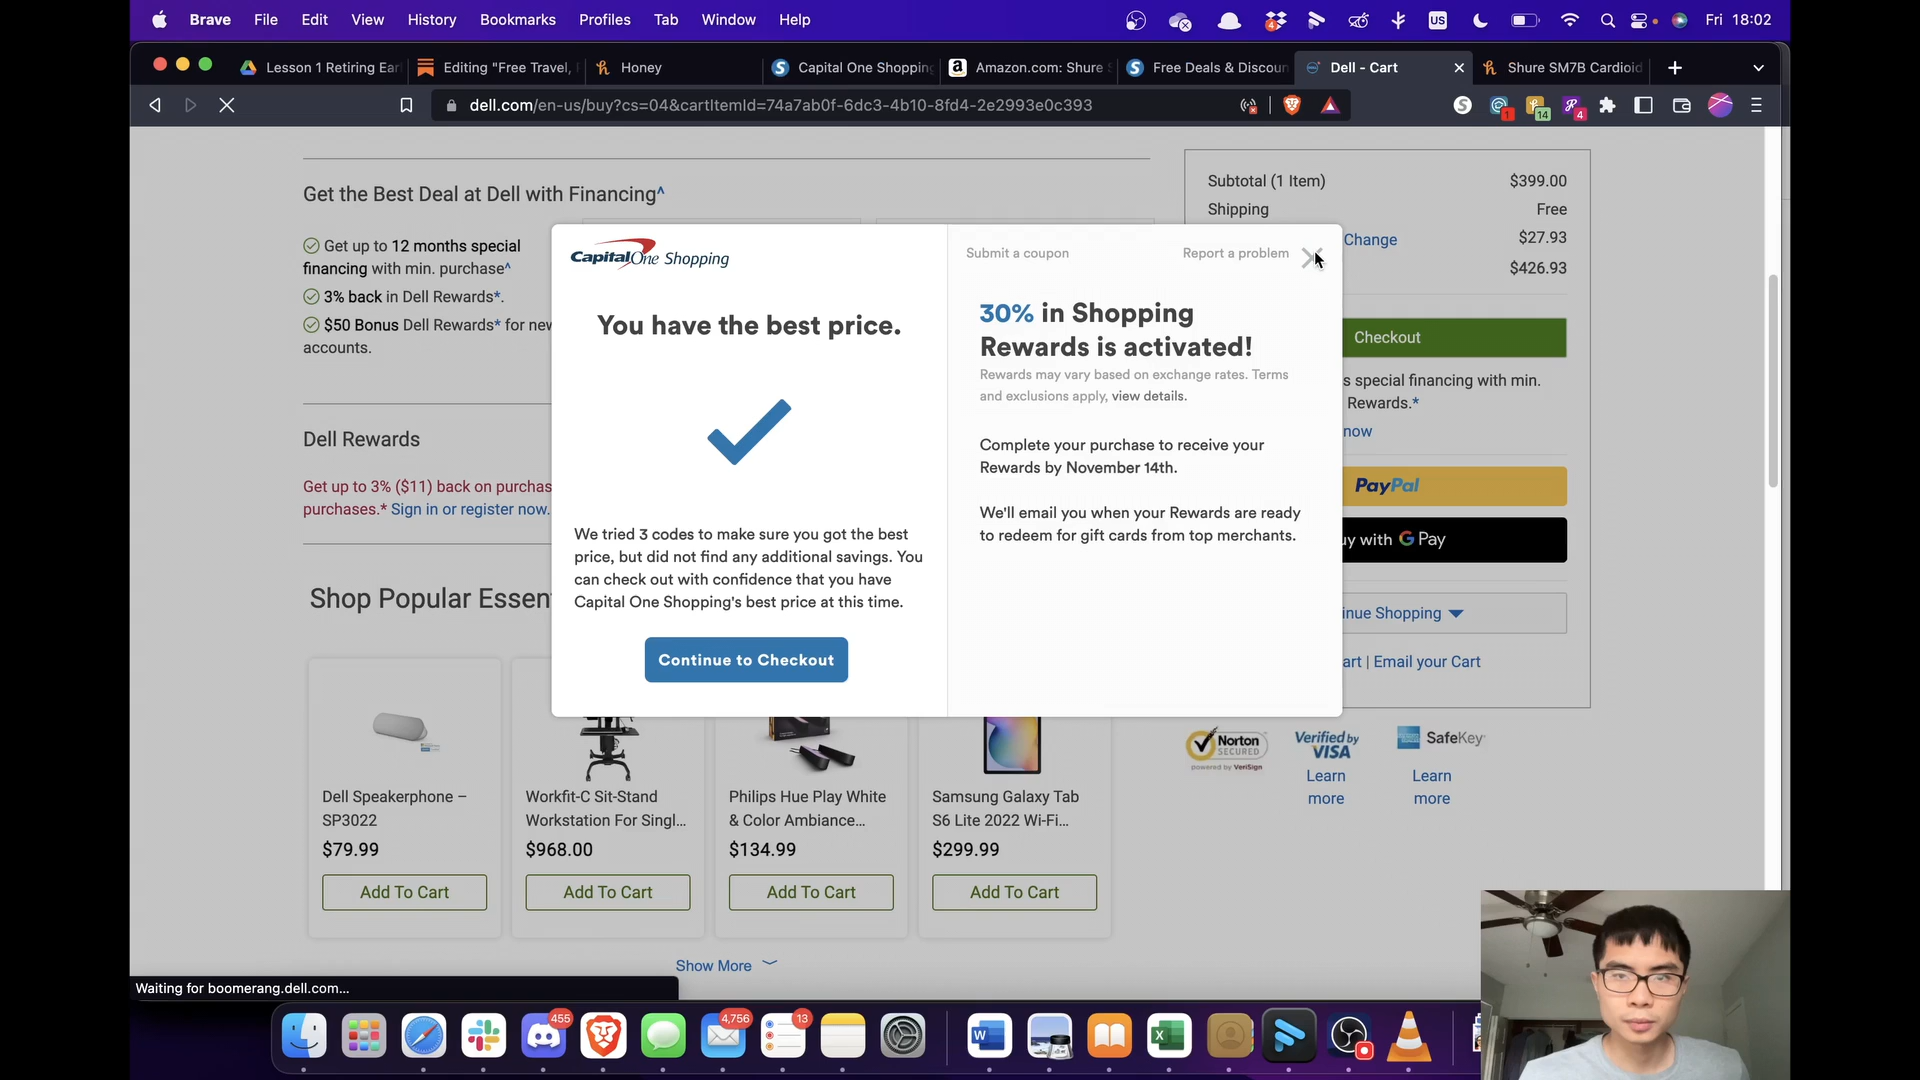 Brave File Edit View History Bookmarks Profiles Tab Window Help US Fri 18:02
Lesson 1 Retiring Ear Editing "Free Travel, Honey Capital One Shopping Amazon.com: Shure Free Deals & Discoun Dell - Cart Shure SM7B Cardioid
dell.com/en-us/buy?cs=04&cartItemId=74a7ab0f-6dc3-4b10-8fd4-2e2993e0c393
1 14 4
Get the Best Deal at Dell with Financing^
Get up to 12 months special
financing with min. purchase^
3% back in Dell Rewards*.
$50 Bonus Dell Rewards* for new
accounts.
Dell Rewards
Get up to 3% ($11) back on purchas
purchases.* Sign in or register now.
Shop Popular Essen
CapitalOne Shopping
You have the best price.
We tried 3 codes to make sure you got the best
price, but did not find any additional savings. You
can check out with confidence that you have
Capital One Shopping's best price at this time.
Continue to Checkout
Submit a coupon Report a problem
30% in Shopping
Rewards is activated!
Rewards may vary based on exchange rates. Terms
and exclusions apply, view details.
Complete your purchase to receive your
Rewards by November 14th.
We'll email you when your Rewards are ready
to redeem for gift cards from top merchants.
Subtotal (1 Item) $399.00
Shipping Free
Change $27.93
$426.93
Checkout
s special financing with min.
Rewards.*
now
PayPal
uy with G Pay
inue Shopping
art | Email your Cart
Norton
SECURED
powered by VeriSign
Verified by
VISA
Learn
more
SafeKey
Learn
more
Dell Speakerphone –
SP3022
$79.99
Add To Cart
Workfit-C Sit-Stand
Workstation For Singl...
$968.00
Add To Cart
Philips Hue Play White
& Color Ambiance...
$134.99
Add To Cart
Samsung Galaxy Tab
S6 Lite 2022 Wi-Fi...
$299.99
Add To Cart
Show More
Waiting for boomerang.dell.com...
455 4,756 13